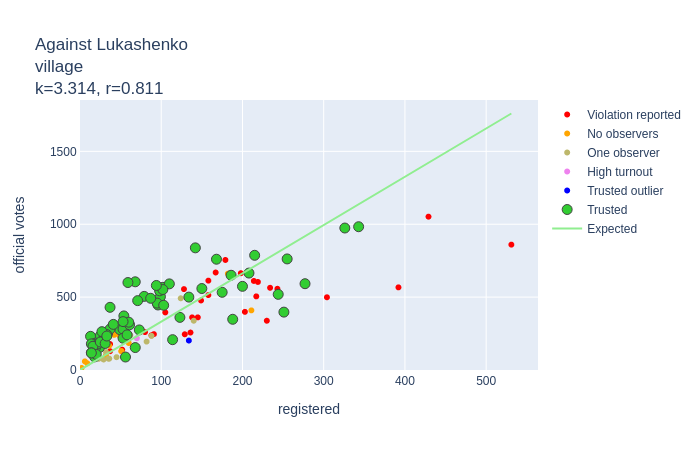 Against Lukashenko
village
k=3.314, r=0.811
official votes
1500
1000
500
0
0 100 200 300 400 500
registered
Violation reported
No observers
One observer
High turnout
Trusted outlier
Trusted
Expected